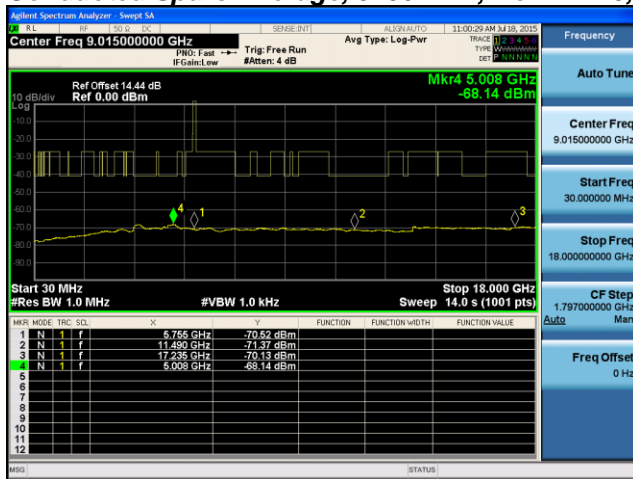 Agilent Spectrum Analyzer - Swept SA
RL RF 50 Ω DC SENSE:INT ALIGNAUTO 11:00:29 AM Jul 18, 2015
Center Freq 9.015000000 GHz
PNO: Fast
IFGain:Low
Trig: Free Run
#Atten: 4 dB
Avg Type: Log-Pwr
TRACE 1 2 3 4 5 6
TYPE
DET P N N N N N
Frequency
Auto Tune
Center Freq
9.015000000 GHz
Start Freq
30.000000 MHz
Stop Freq
18.000000000 GHz
CF Step
1.797000000 GHz
Auto Man
Freq Offset
0 Hz
Mkr4 5.008 GHz
-68.14 dBm
Ref Offset 14.44 dB
10 dB/div Ref 0.00 dBm
Log
-10.0
-20.0
-30.0
-40.0
-50.0
-60.0
-70.0
-80.0
-90.0
4 1 2 3
Start 30 MHz Stop 18.000 GHz
#Res BW 1.0 MHz #VBW 1.0 kHz Sweep 14.0 s (1001 pts)
MKR MODE TRC SCL X Y FUNCTION FUNCTION WIDTH FUNCTION VALUE
1 N 1 f 5.755 GHz -70.52 dBm
2 N 1 f 11.490 GHz -71.37 dBm
3 N 1 f 17.235 GHz -70.13 dBm
4 N 1 f 5.008 GHz -68.14 dBm
5
6
7
8
9
10
11
12
MSG STATUS